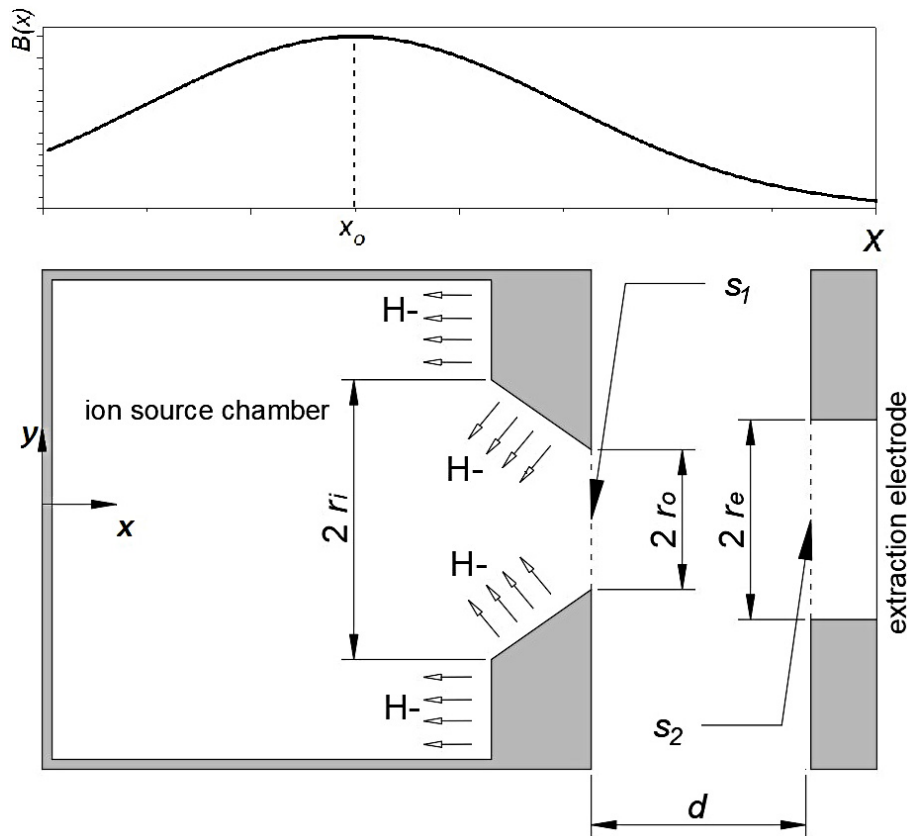 B(x)
x_o
X
s_1
H-
ion source chamber
y
H-
x
2 r_i
2 r_o
2 r_e
H-
extraction electrode
H-
s_2
d